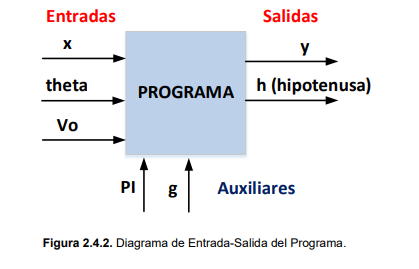 Entradas
Salidas
x
y
theta
PROGRAMA
h (hipotenusa)
Vo
PI
g
Auxiliares
Figura 2.4.2. Diagrama de Entrada-Salida del Programa.